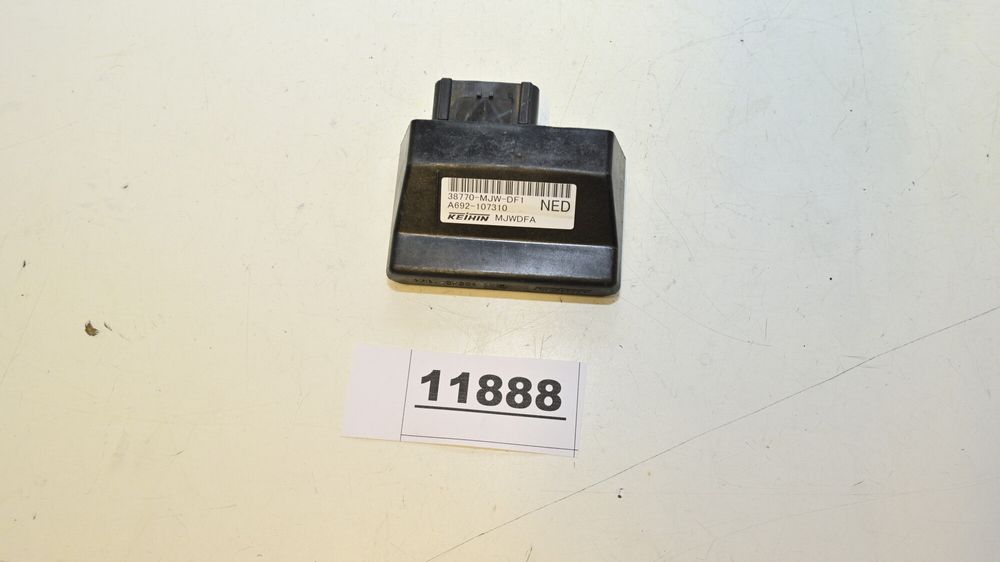 38770-MJW-DF1
A692-107310
NED
KEIHIN MJWDFA
11888